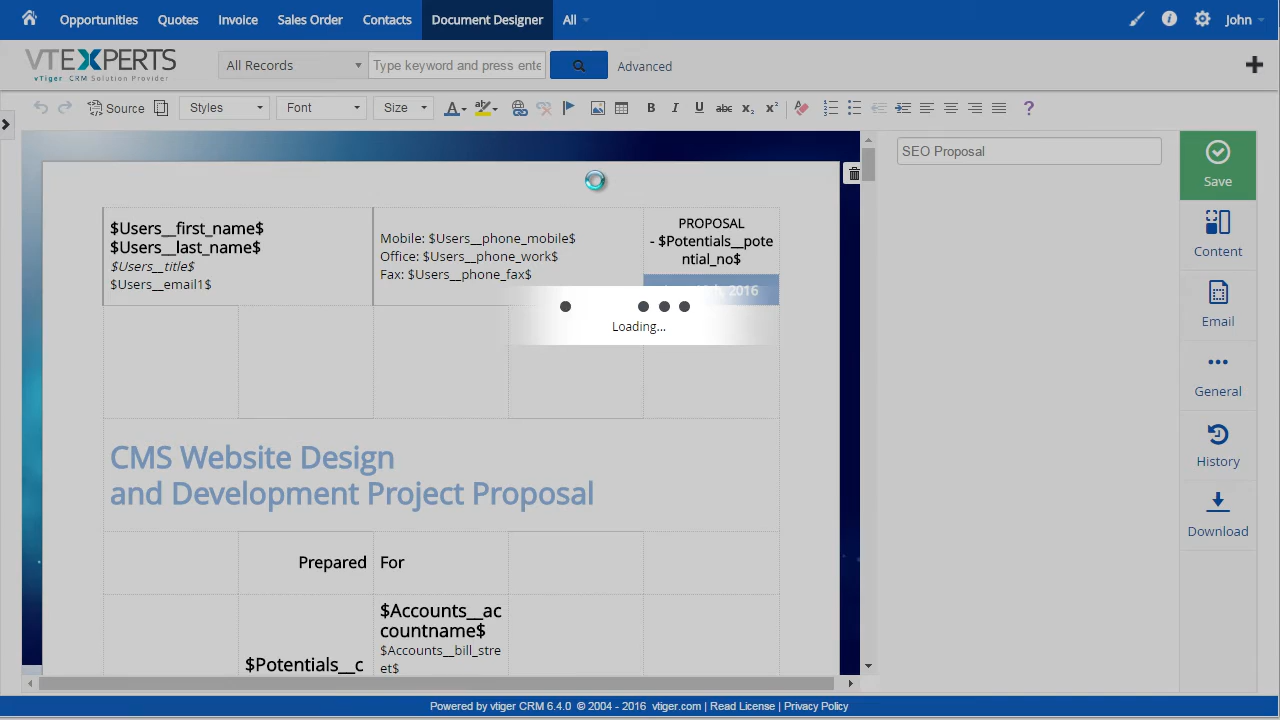 Opportunities Quotes Invoice Sales Order Contacts Document Designer All John
VTEXPERTS
vTiger CRM Solution Provider
All Records Type keyword and press ente Advanced
Source Styles Font Size A B I U abc x₂ x² ?
SEO Proposal
Save
Content
Email
General
History
Download
$Users__first_name$
$Users__last_name$
$Users__title$
$Users__email1$
Mobile: $Users__phone_mobile$
Office: $Users__phone_work$
Fax: $Users__phone_fax$
PROPOSAL
- $Potentials__pote
ntial_no$
2016
Loading...
CMS Website Design
and Development Project Proposal
Prepared For
$Accounts__ac
countname$
$Accounts__bill_stre
et$
$Potentials__c
Powered by vtiger CRM 6.4.0 © 2004 - 2016 vtiger.com | Read License | Privacy Policy